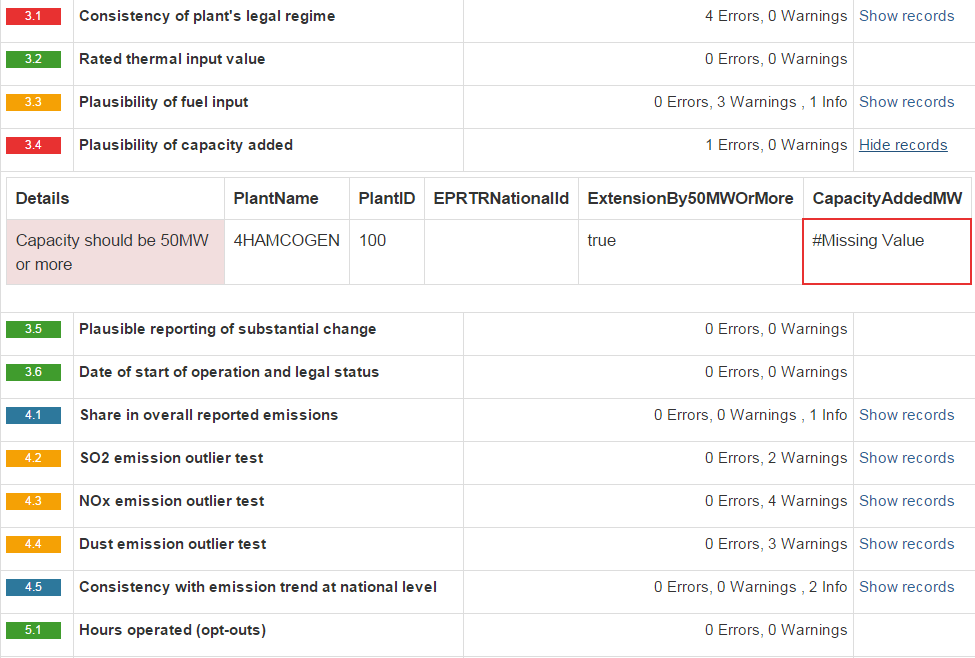 3.1 Consistency of plant's legal regime 4 Errors, 0 Warnings Show records
3.2 Rated thermal input value 0 Errors, 0 Warnings
3.3 Plausibility of fuel input 0 Errors, 3 Warnings , 1 Info Show records
3.4 Plausibility of capacity added 1 Errors, 0 Warnings Hide records
Details PlantName PlantID EPRTRNationalId ExtensionBy50MWOrMore CapacityAddedMW
Capacity should be 50MW 4HAMCOGEN 100 true #Missing Value
or more
3.5 Plausible reporting of substantial change 0 Errors, 0 Warnings
3.6 Date of start of operation and legal status 0 Errors, 0 Warnings
4.1 Share in overall reported emissions 0 Errors, 0 Warnings , 1 Info Show records
4.2 SO2 emission outlier test 0 Errors, 2 Warnings Show records
4.3 NOx emission outlier test 0 Errors, 4 Warnings Show records
4.4 Dust emission outlier test 0 Errors, 3 Warnings Show records
4.5 Consistency with emission trend at national level 0 Errors, 0 Warnings , 2 Info Show records
5.1 Hours operated (opt-outs) 0 Errors, 0 Warnings